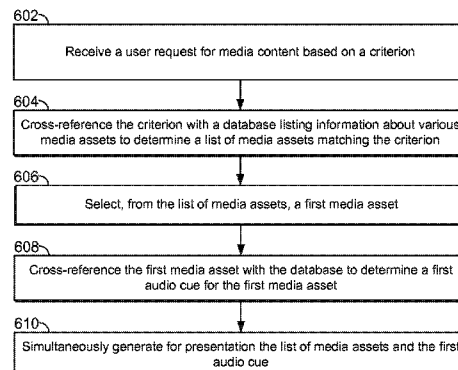 602
Receive a user request for media content based on a criterion
604
Cross-reference the criterion with a database listing information about various
media assets to determine a list of media assets matching the criterion
606
Select, from the list of media assets, a first media asset
608
Cross-reference the first media asset with the database to determine a first
audio cue for the first media asset
610
Simultaneously generate for presentation the list of media assets and the first
audio cue